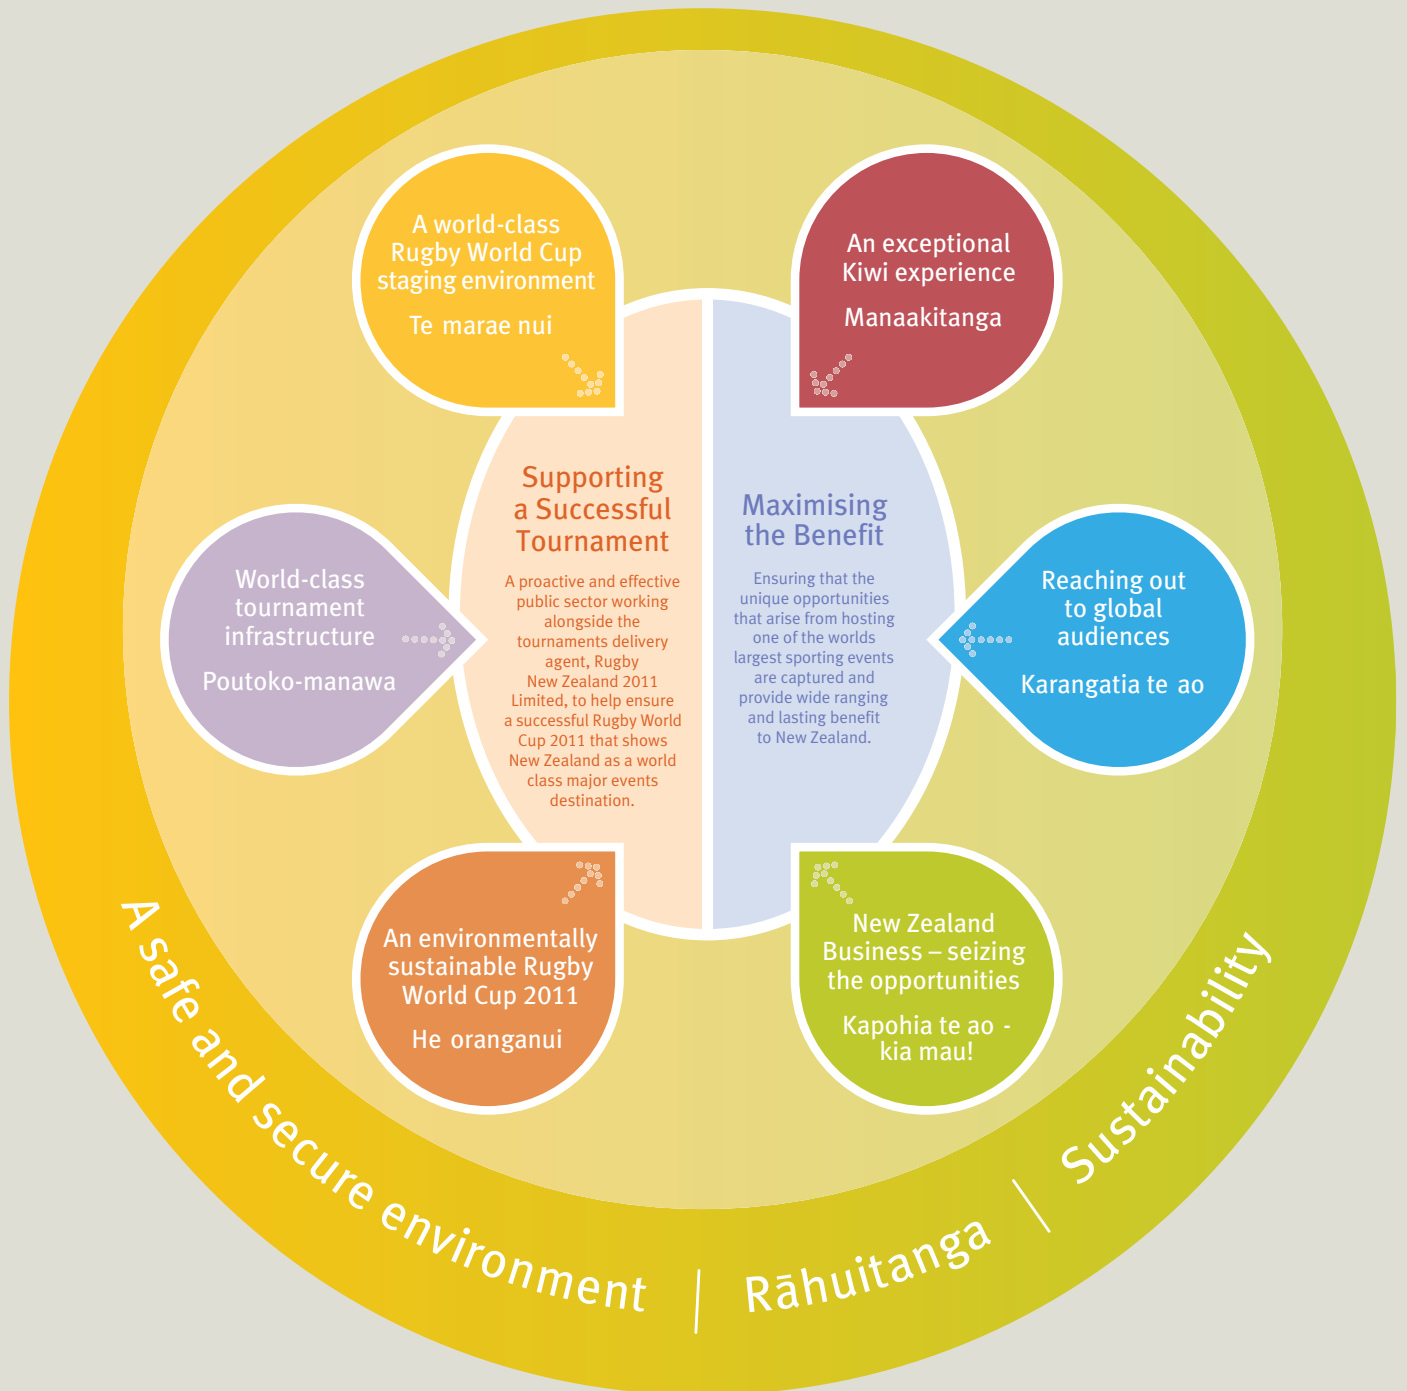 A world-class
Rugby World Cup
staging environment
Te marae nui
An exceptional
Kiwi experience
Manaakitanga
World-class
tournament
infrastructure
Poutoko-manawa
Supporting
a Successful
Tournament
A proactive and effective
public sector working
alongside the
tournaments delivery
agent, Rugby
New Zealand 2011
Limited, to help ensure
a successful Rugby World
Cup 2011 that shows
New Zealand as a world
class major events
destination.
Maximising
the Benefit
Ensuring that the
unique opportunities
that arise from hosting
one of the worlds
largest sporting events
are captured and
provide wide ranging
and lasting benefit
to New Zealand.
Reaching out
to global
audiences
Karangatia te ao
An environmentally
sustainable Rugby
World Cup 2011
He oranganui
New Zealand
Business – seizing
the opportunities
Kapohia te ao -
kia mau!
A safe and secure environment | Rāhuitanga | Sustainability